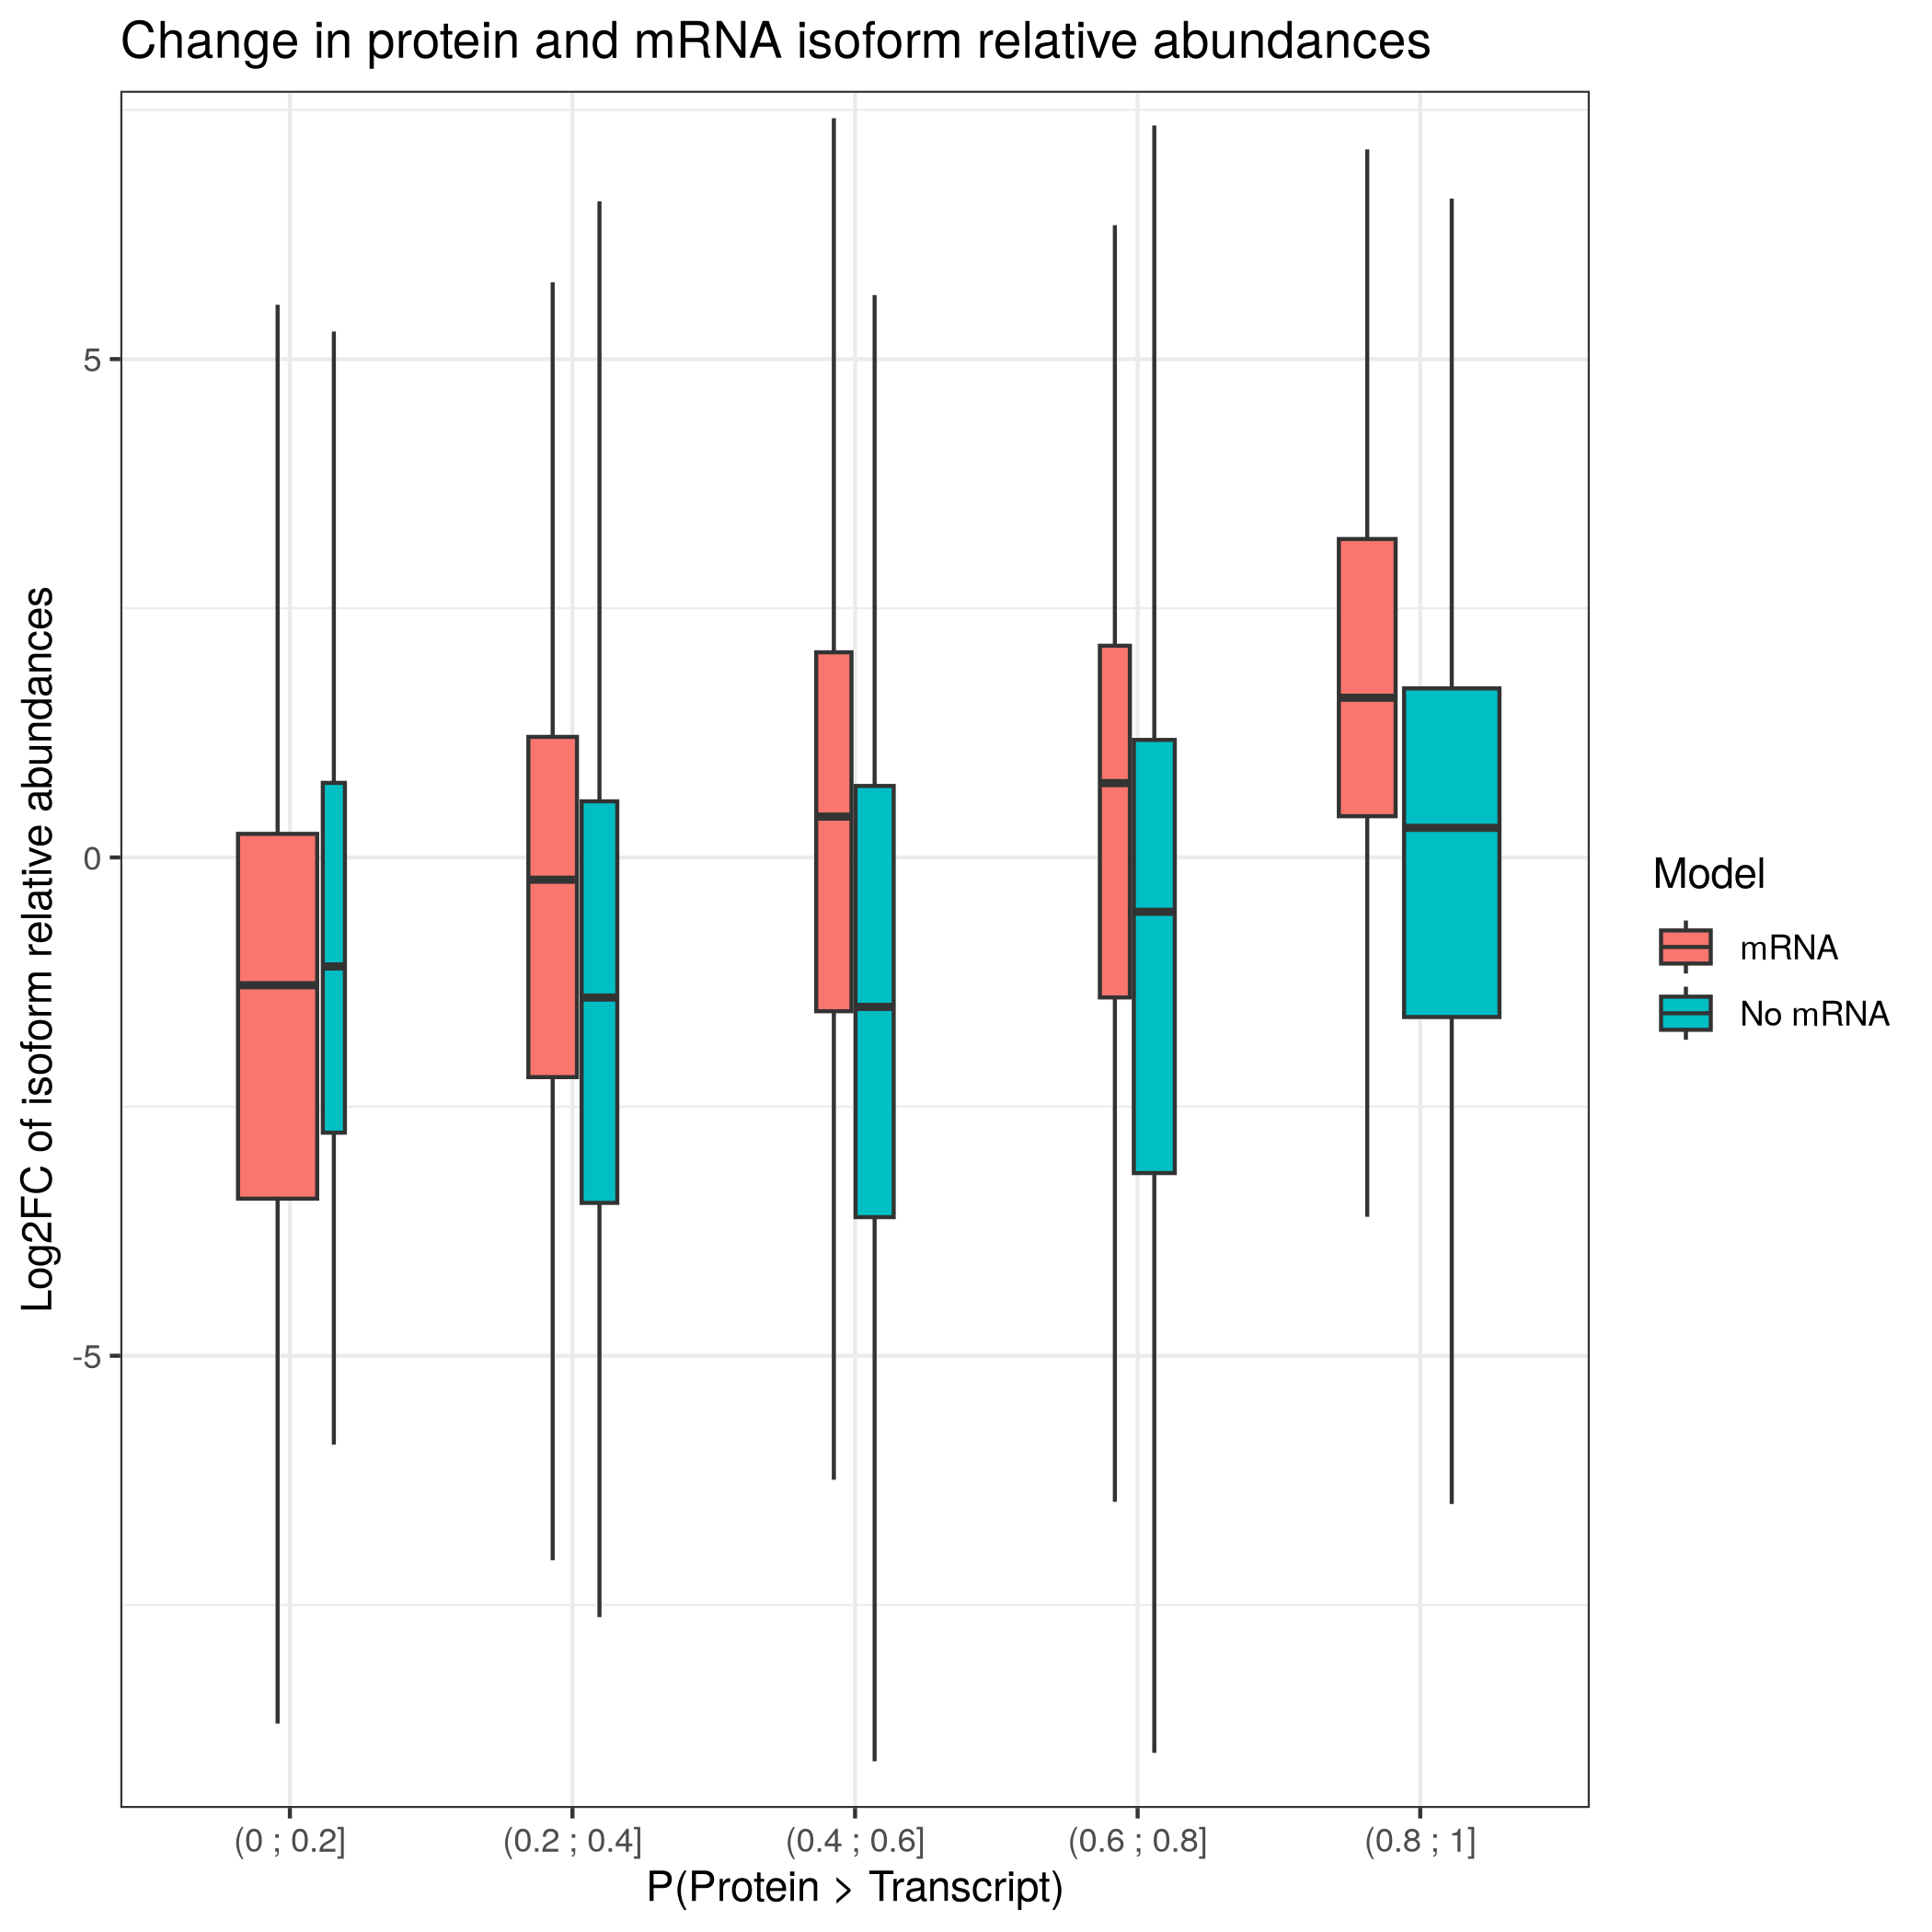 Change in protein and mRNA isoform relative abundances
Log2FC of isoform relative abundances
5
0
-5
(0 ; 0.2]
(0.2 ; 0.4]
(0.4 ; 0.6]
(0.6 ; 0.8]
(0.8 ; 1]
P(Protein > Transcript)
Model
mRNA
No mRNA